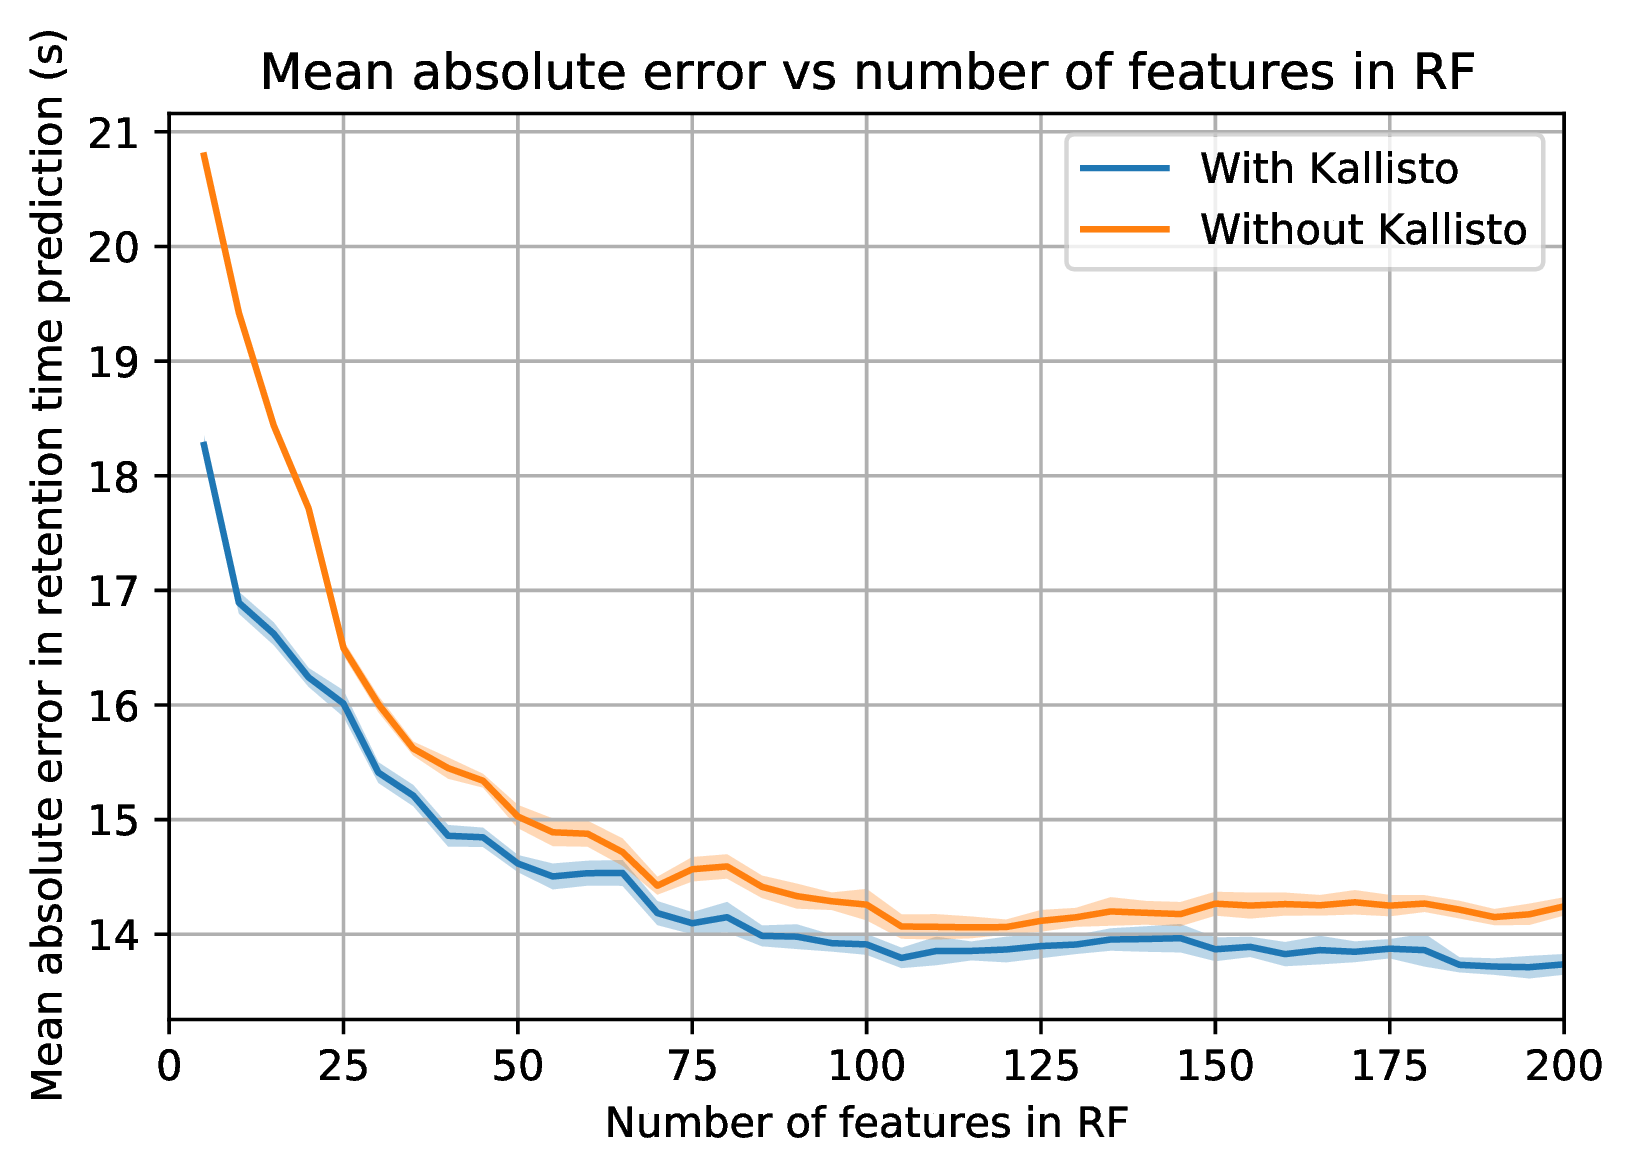 Mean absolute error vs number of features in RF
Mean absolute error in retention time prediction (s)
21
20
19
18
17
16
15
14
With Kallisto
Without Kallisto
0 25 50 75 100 125 150 175 200
Number of features in RF